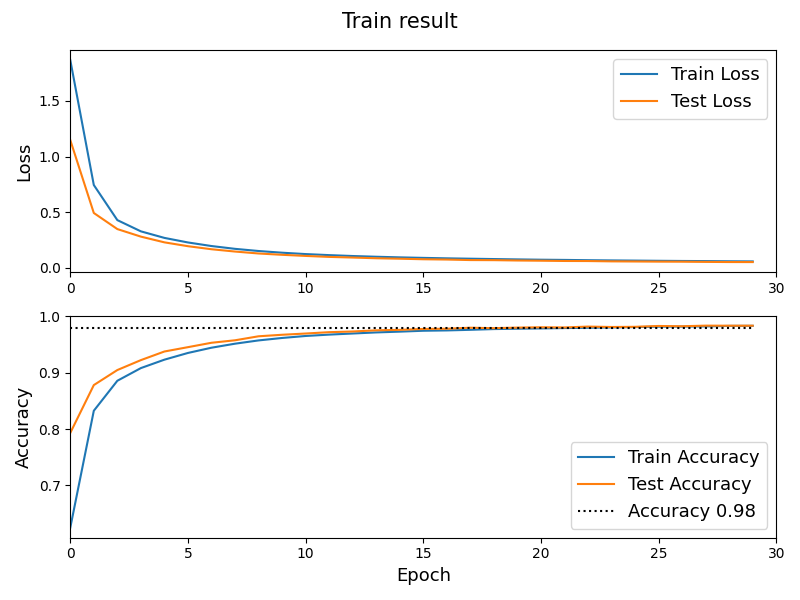 Train result
Loss
1.5
1.0
0.5
0.0
Train Loss
Test Loss
0 5 10 15 20 25 30
Accuracy
1.0
0.9
0.8
0.7
Train Accuracy
Test Accuracy
Accuracy 0.98
0 5 10 15 20 25 30
Epoch